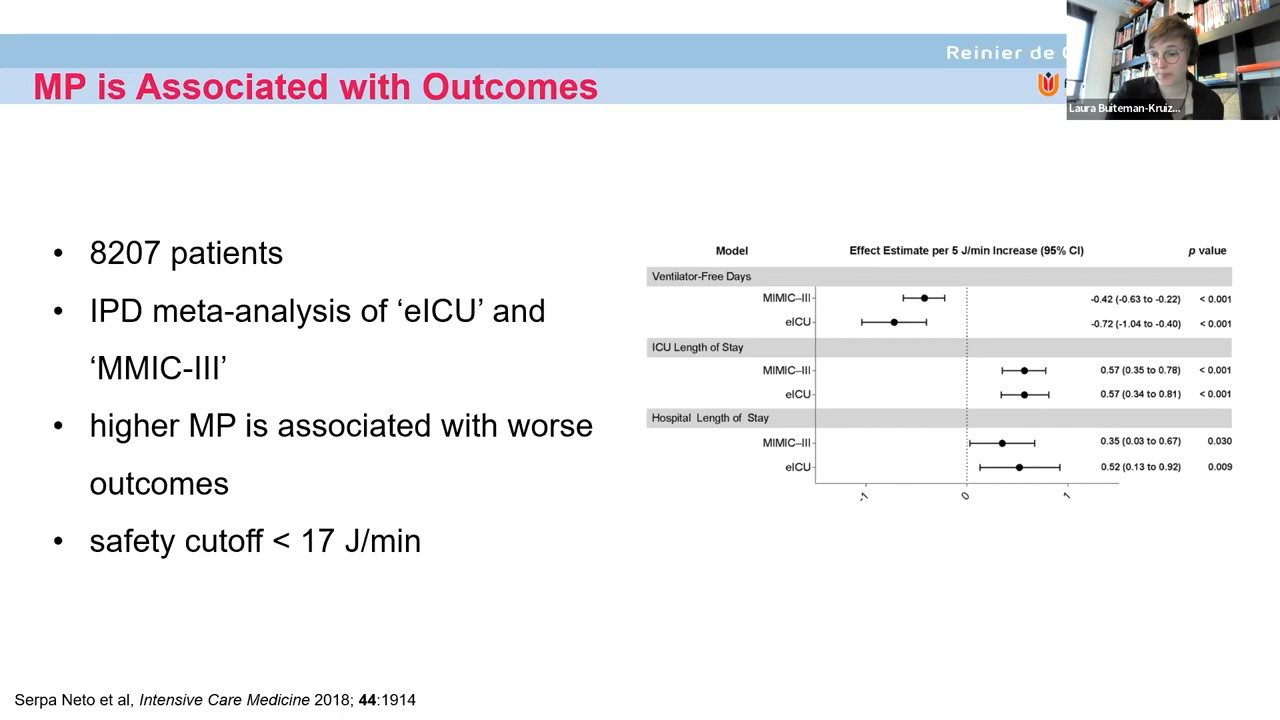 Reinier de
MP is Associated with Outcomes
Laura Buiteman-Kruiz...
• 8207 patients
• IPD meta-analysis of ‘eICU’ and
‘MMIC-III’
• higher MP is associated with worse
outcomes
• safety cutoff < 17 J/min
Model Effect Estimate per 5 J/min Increase (95% CI) p value
Ventilator-Free Days
MIMIC–III -0.42 (-0.63 to -0.22) < 0.001
eICU -0.72 (-1.04 to -0.40) < 0.001
ICU Length of Stay
MIMIC–III 0.57 (0.35 to 0.78) < 0.001
eICU 0.57 (0.34 to 0.81) < 0.001
Hospital Length of Stay
MIMIC–III 0.35 (0.03 to 0.67) 0.030
eICU 0.52 (0.13 to 0.92) 0.009
-1 0 1
Serpa Neto et al, Intensive Care Medicine 2018; 44:1914